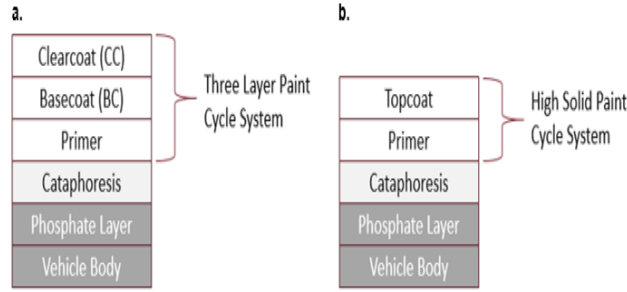 a.
Clearcoat (CC)
Basecoat (BC)
Primer
Cataphoresis
Phosphate Layer
Vehicle Body
Three Layer Paint
Cycle System
b.
Topcoat
Primer
Cataphoresis
Phosphate Layer
Vehicle Body
High Solid Paint
Cycle System